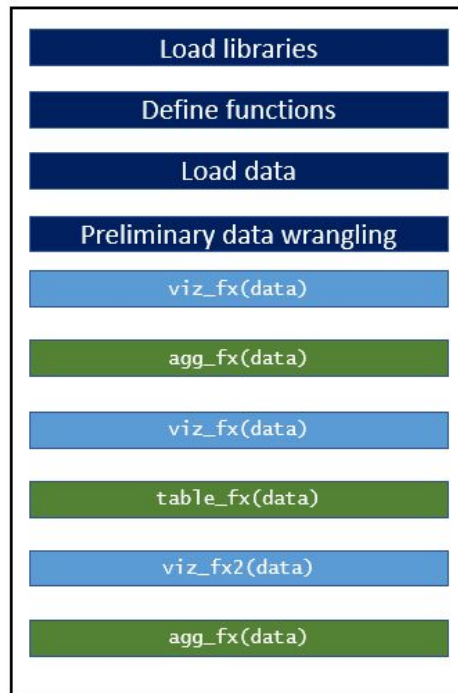 Load libraries
Define functions
Load data
Preliminary data wrangling
viz_fx(data)
agg_fx(data)
viz_fx(data)
table_fx(data)
viz_fx2(data)
agg_fx(data)